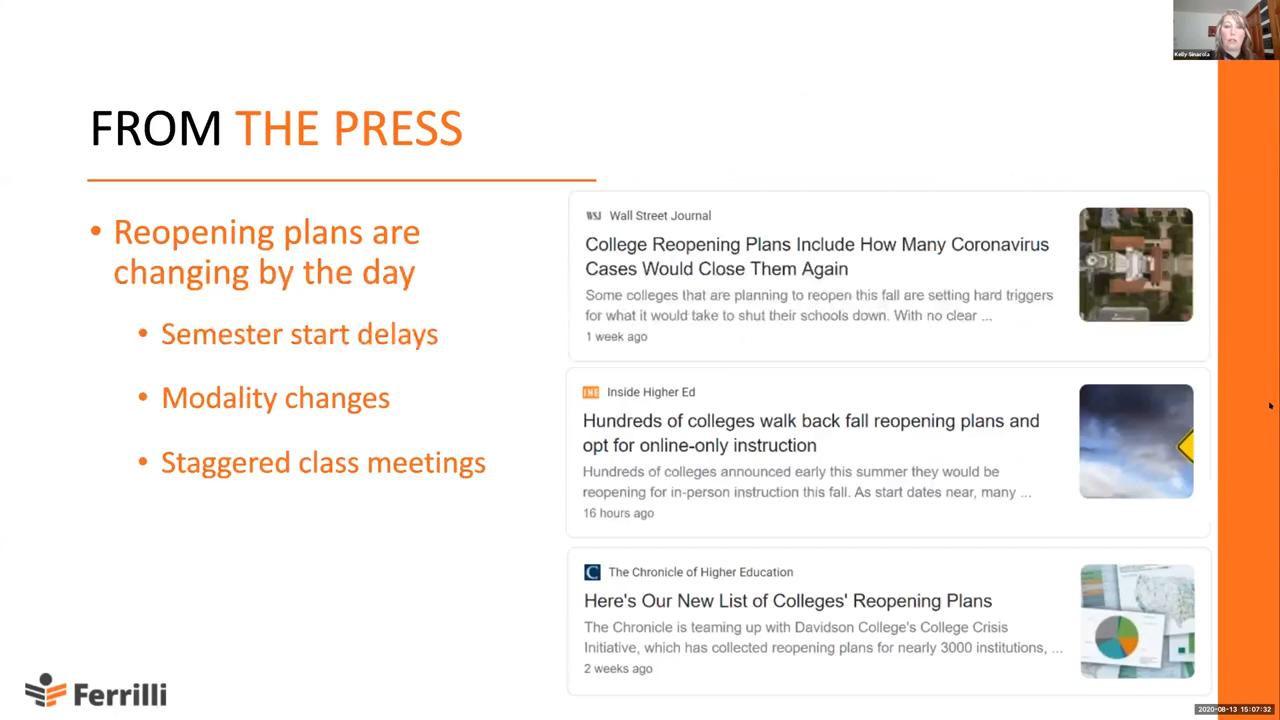 Kelly Sinacola
FROM THE PRESS
• Reopening plans are
changing by the day
• Semester start delays
• Modality changes
• Staggered class meetings
WSJ Wall Street Journal
College Reopening Plans Include How Many Coronavirus
Cases Would Close Them Again
Some colleges that are planning to reopen this fall are setting hard triggers
for what it would take to shut their schools down. With no clear ...
1 week ago
IHE Inside Higher Ed
Hundreds of colleges walk back fall reopening plans and
opt for online-only instruction
Hundreds of colleges announced early this summer they would be
reopening for in-person instruction this fall. As start dates near, many ...
16 hours ago
C The Chronicle of Higher Education
Here's Our New List of Colleges' Reopening Plans
The Chronicle is teaming up with Davidson College's College Crisis
Initiative, which has collected reopening plans for nearly 3000 institutions, ...
2 weeks ago
Ferrilli
2020-08-13 15:07:32